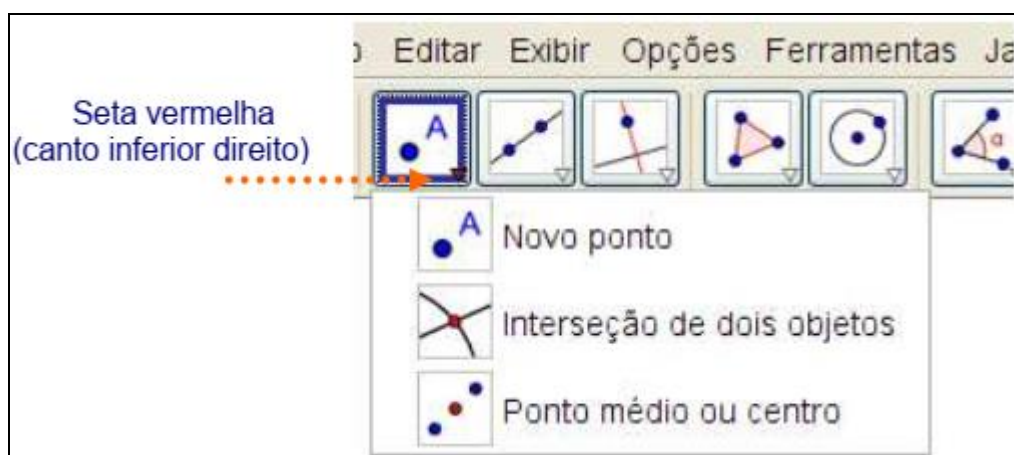 Editar Exibir Opções Ferramentas
Seta vermelha
(canto inferior direito)
A
α
A Novo ponto
Interseção de dois objetos
Ponto médio ou centro